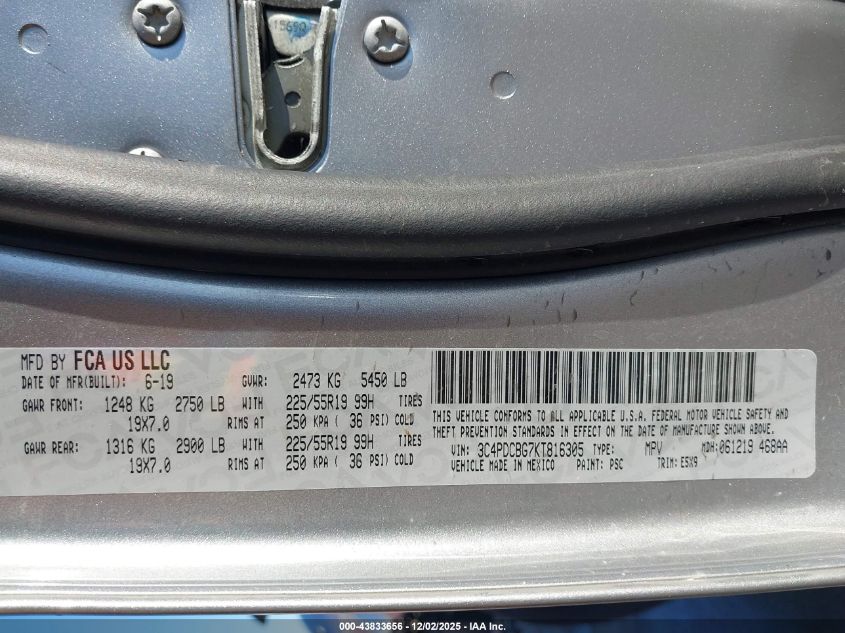 15650
MFD BY FCA US LLC
DATE OF MFR(BUILT): 6-19 GVWR: 2473 KG 5450 LB
GAWR FRONT: 1248 KG 2750 LB WITH 225/55R19 99H TIRES
19X7.0 RIMS AT 250 KPA ( 36 PSI) COLD
GAWR REAR: 1316 KG 2900 LB WITH 225/55R19 99H TIRES
19X7.0 RIMS AT 250 KPA ( 36 PSI) COLD
THIS VEHICLE CONFORMS TO ALL APPLICABLE U.S.A. FEDERAL MOTOR VEHICLE SAFETY AND
THEFT PREVENTION STANDARDS IN EFFECT ON THE DATE OF MANUFACTURE SHOWN ABOVE.
VIN: 3C4PDCBG7KT816305 TYPE: MPV MDH: 061219 468AA
VEHICLE MADE IN MEXICO PAINT: PSC TRIM: E5X9
000-43833656 - 12/02/2025 - IAA Inc.